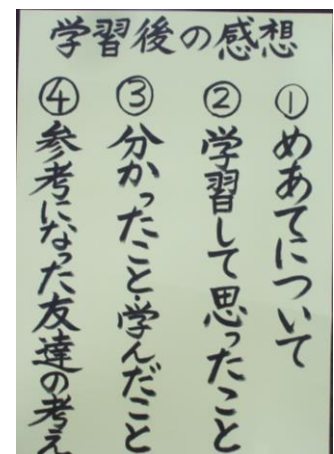 学習後の感想
①めあてについて
②学習して思ったこと
③分かったこと・学んだこと
④参考になった友達の考え